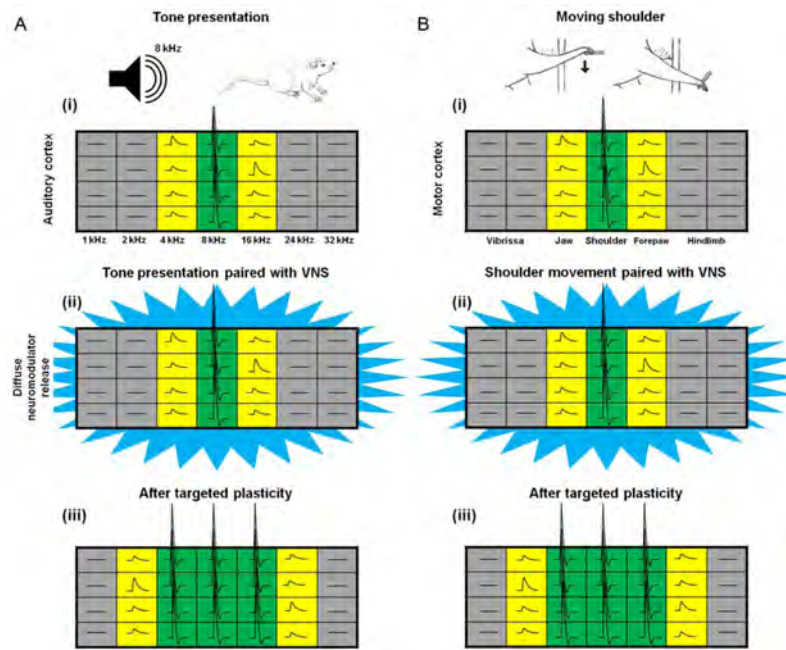 A
Tone presentation
8 kHz
(i)
Auditory cortex
1 kHz 2 kHz 4 kHz 8 kHz 16 kHz 24 kHz 32 kHz
Tone presentation paired with VNS
(ii)
Diffuse
neuromodulator
release
After targeted plasticity
(iii)
B
Moving shoulder
(i)
Motor cortex
Vibrissa Jaw Shoulder Forepaw Hindlimb
Shoulder movement paired with VNS
(ii)
After targeted plasticity
(iii)